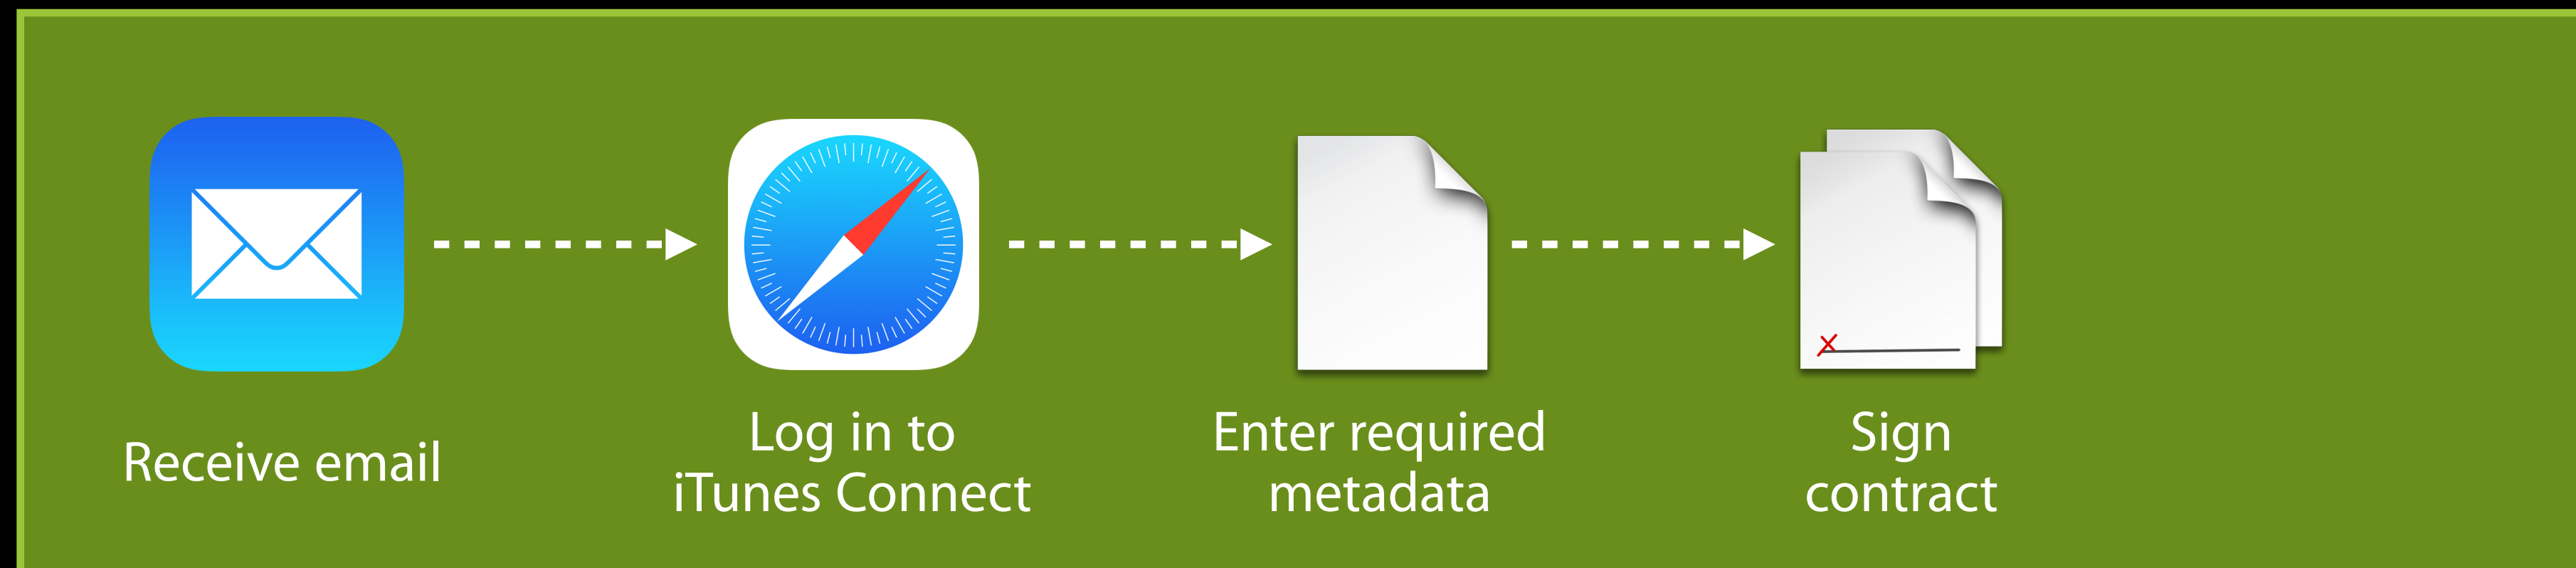 Receive email
Log in to
iTunes Connect
Enter required
metadata
Sign
contract